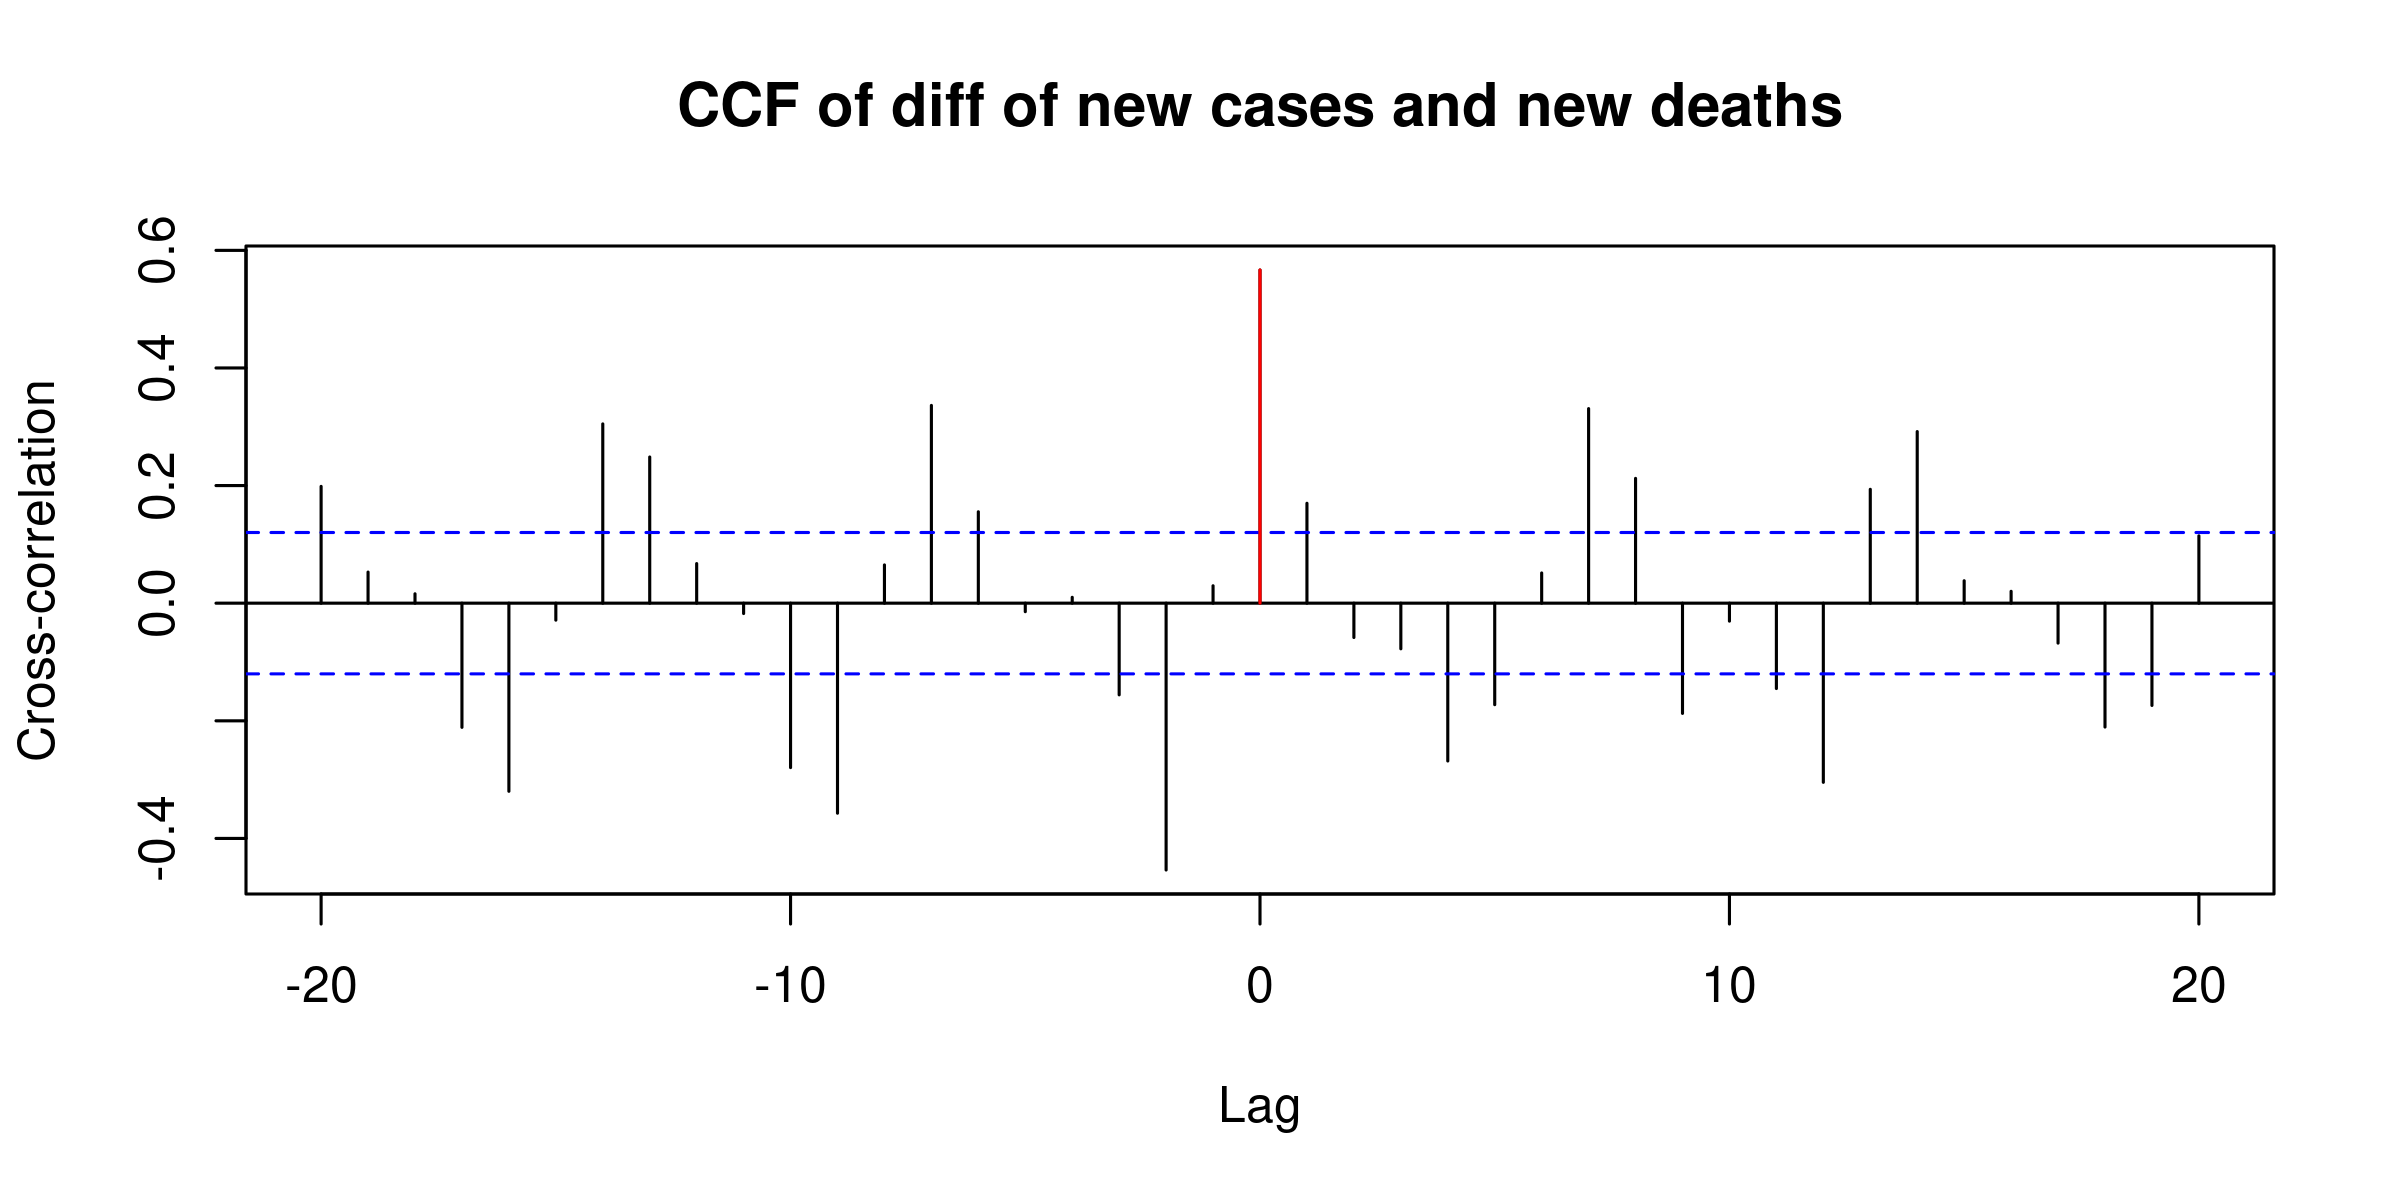 CCF of diff of new cases and new deaths
Cross-correlation
0.6
0.4
0.2
0.0
-0.4
-20 -10 0 10 20
Lag